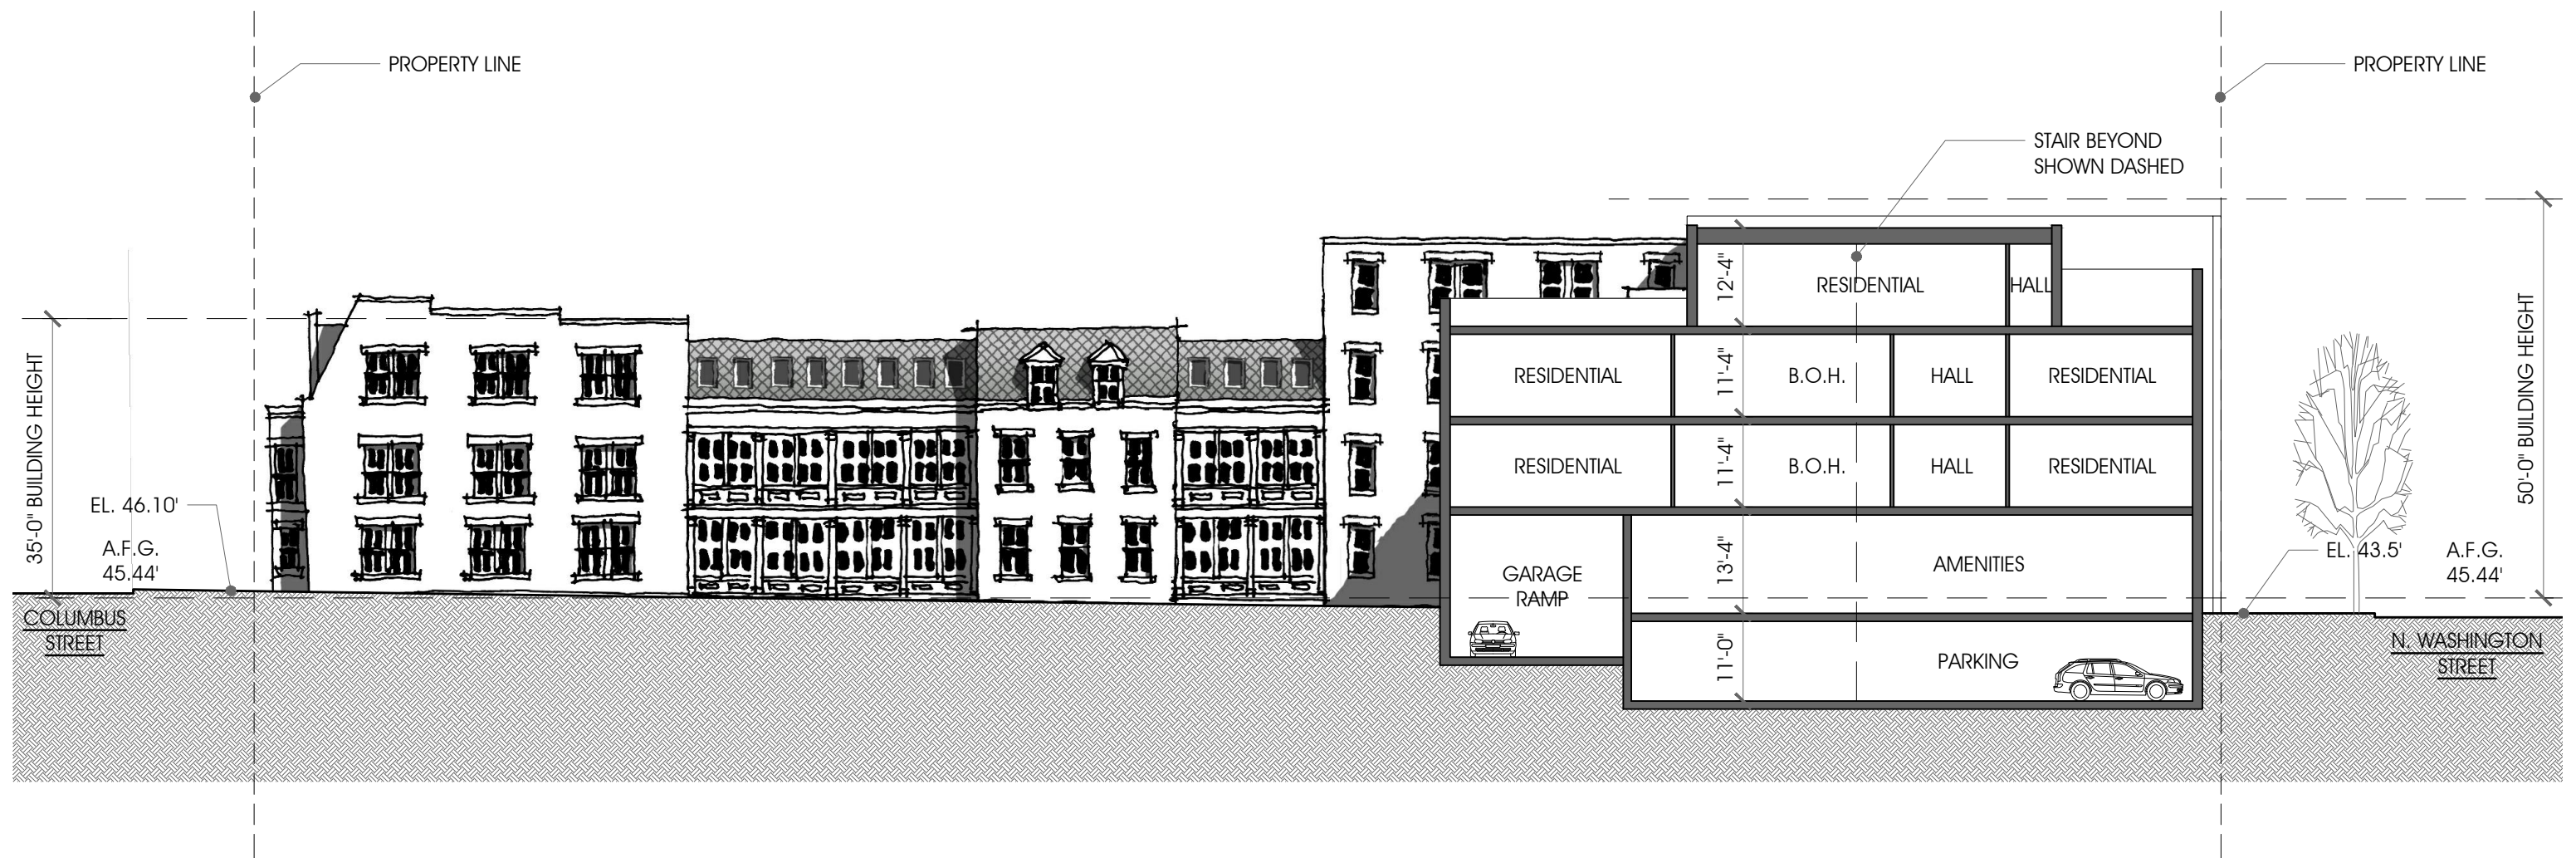 PROPERTY LINE
PROPERTY LINE
STAIR BEYOND
SHOWN DASHED
35'-0" BUILDING HEIGHT
50'-0" BUILDING HEIGHT
12'-4"
RESIDENTIAL
HALL
RESIDENTIAL
11'-4"
B.O.H.
HALL
RESIDENTIAL
RESIDENTIAL
11'-4"
B.O.H.
HALL
RESIDENTIAL
EL. 46.10'
A.F.G.
45.44'
GARAGE
RAMP
13'-4"
AMENITIES
EL. 43.5'
A.F.G.
45.44'
COLUMBUS
STREET
11'-0"
PARKING
N. WASHINGTON
STREET